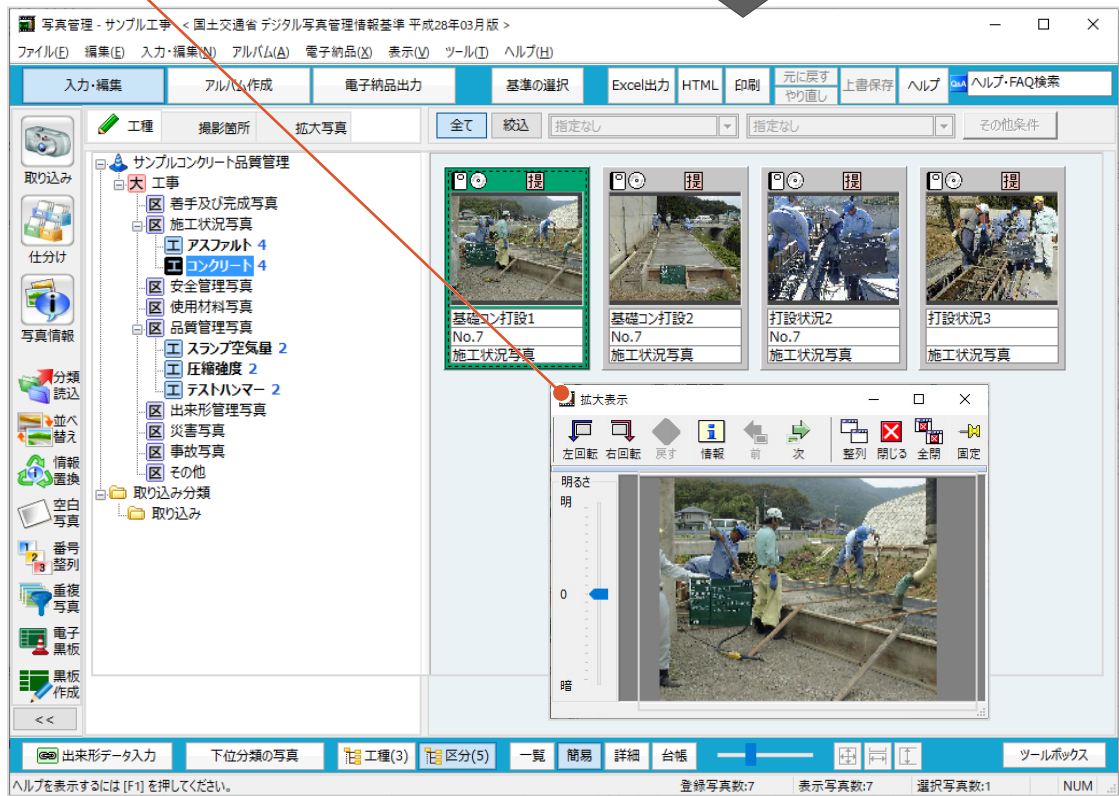 写真管理 - サンプル工事 < 国土交通省 デジタル写真管理情報基準 平成28年03月版 >
ファイル(F) 編集(E) 入力・編集(N) アルバム(A) 電子納品(X) 表示(V) ツール(T) ヘルプ(H)
入力・編集 アルバム作成 電子納品出力 基準の選択 Excel出力 HTML 印刷 元に戻す やり直し 上書保存 ヘルプ Q&A ヘルプ・FAQ検索
工種 撮影箇所 拡大写真 全て 絞込 指定なし 指定なし その他条件
取り込み
仕分け
写真情報
分類読込
並べ替え
情報置換
空白写真
1 2 3 番号整列
重複写真
電子黒板
黒板作成
<<
サンプルコンクリート品質管理
大 工事
区 着手及び完成写真
区 施工状況写真
工 アスファルト 4
工 コンクリート 4
区 安全管理写真
区 使用材料写真
区 品質管理写真
工 スランプ空気量 2
工 圧縮強度 2
工 テストハンマー 2
区 出来形管理写真
区 災害写真
区 事故写真
区 その他
取り込み分類
取り込み
提 提 提 提
基礎コン打設1 基礎コン打設2 打設状況2 打設状況3
No.7 No.7 No.7 No.7
施工状況写真 施工状況写真 施工状況写真 施工状況写真
拡大表示
左回転 右回転 戻す 情報 前 次 整列 閉じる 全閉 固定
明るさ
明
0
暗
出来形データ入力 下位分類の写真 工種(3) 区分(5) 一覧 簡易 詳細 台帳 ツールボックス
ヘルプを表示するには [F1] を押してください。 登録写真数:7 表示写真数:7 選択写真数:1 NUM